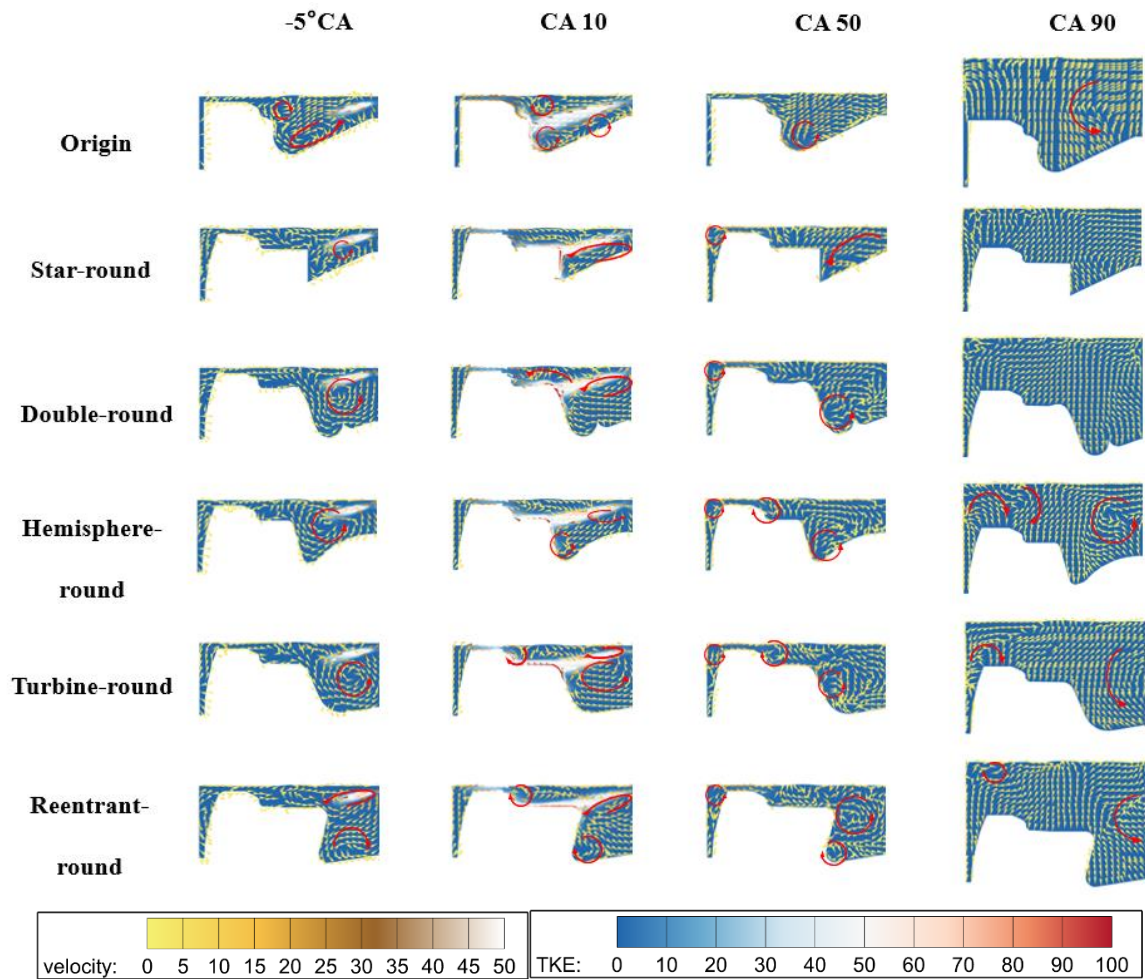 -5°CA CA 10 CA 50 CA 90
Origin
Star-round
Double-round
Hemisphere-
round
Turbine-round
Reentrant-
round
velocity: 0 5 10 15 20 25 30 35 40 45 50
TKE: 0 10 20 30 40 50 60 70 80 90 100